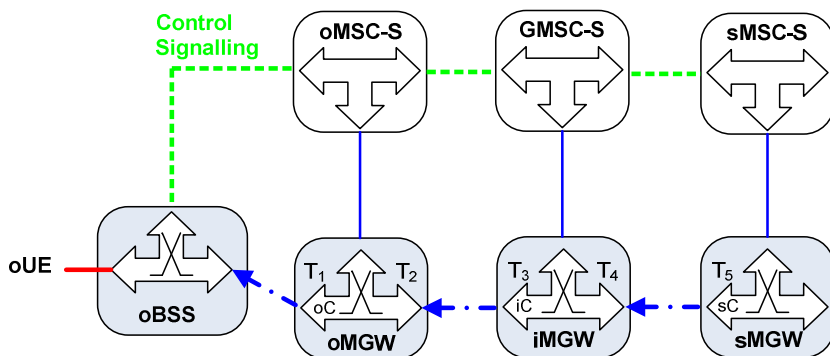 Control
Signalling
oMSC-S
GMSC-S
sMSC-S
oUE
oBSS
T1
T2
oC
oMGW
T3
T4
iC
iMGW
T5
sC
sMGW